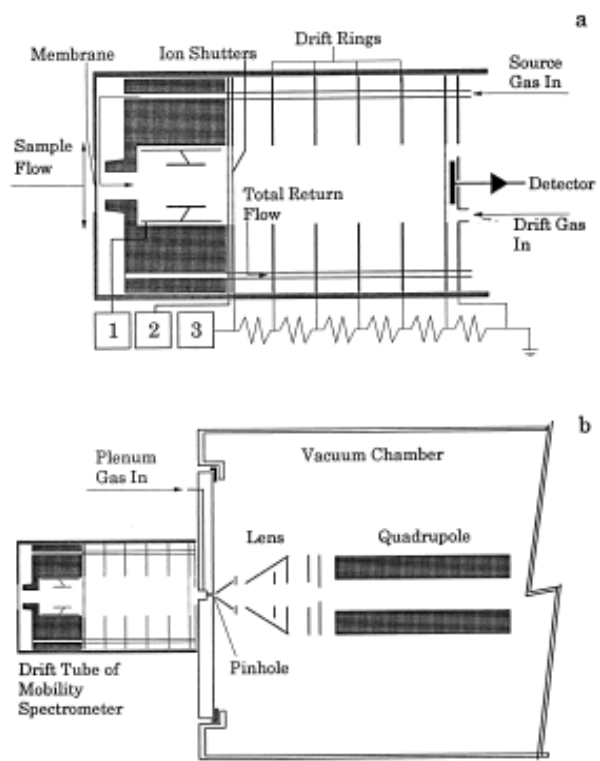 a
Ion Shutters
Drift Rings
Membrane
Source
Gas In
Sample
Flow
Total Return
Flow
Detector
Drift Gas
In
1
2
3
b
Plenum
Gas In
Vacuum Chamber
Lens
Quadrupole
Pinhole
Drift Tube of
Mobility
Spectrometer